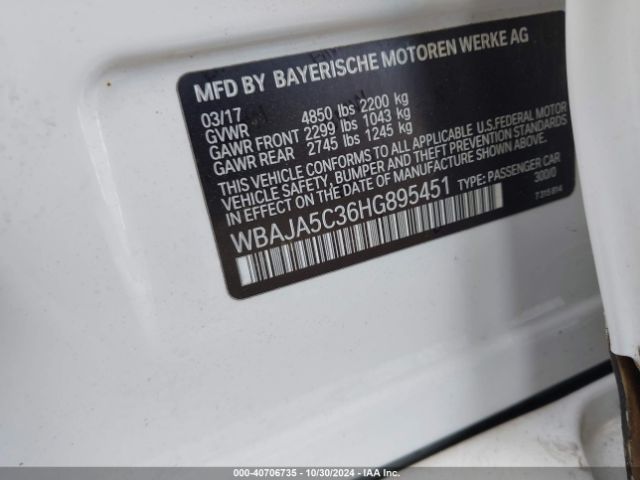 MFD BY BAYERISCHE MOTOREN WERKE AG
03/17
GVWR 4850 lbs 2200 kg
GAWR FRONT 2299 lbs 1043 kg
GAWR REAR 2745 lbs 1245 kg
THIS VEHICLE CONFORMS TO ALL APPLICABLE U.S.FEDERAL MOTOR
VEHICLE SAFETY, BUMPER AND THEFT PREVENTION STANDARDS
IN EFFECT ON THE DATE OF MANUFACTURE SHOWN ABOVE.
WBAJA5C36HG895451 TYPE: PASSENGER CAR
300/0
7 315 814
000-40706735 - 10/30/2024 - IAA Inc.